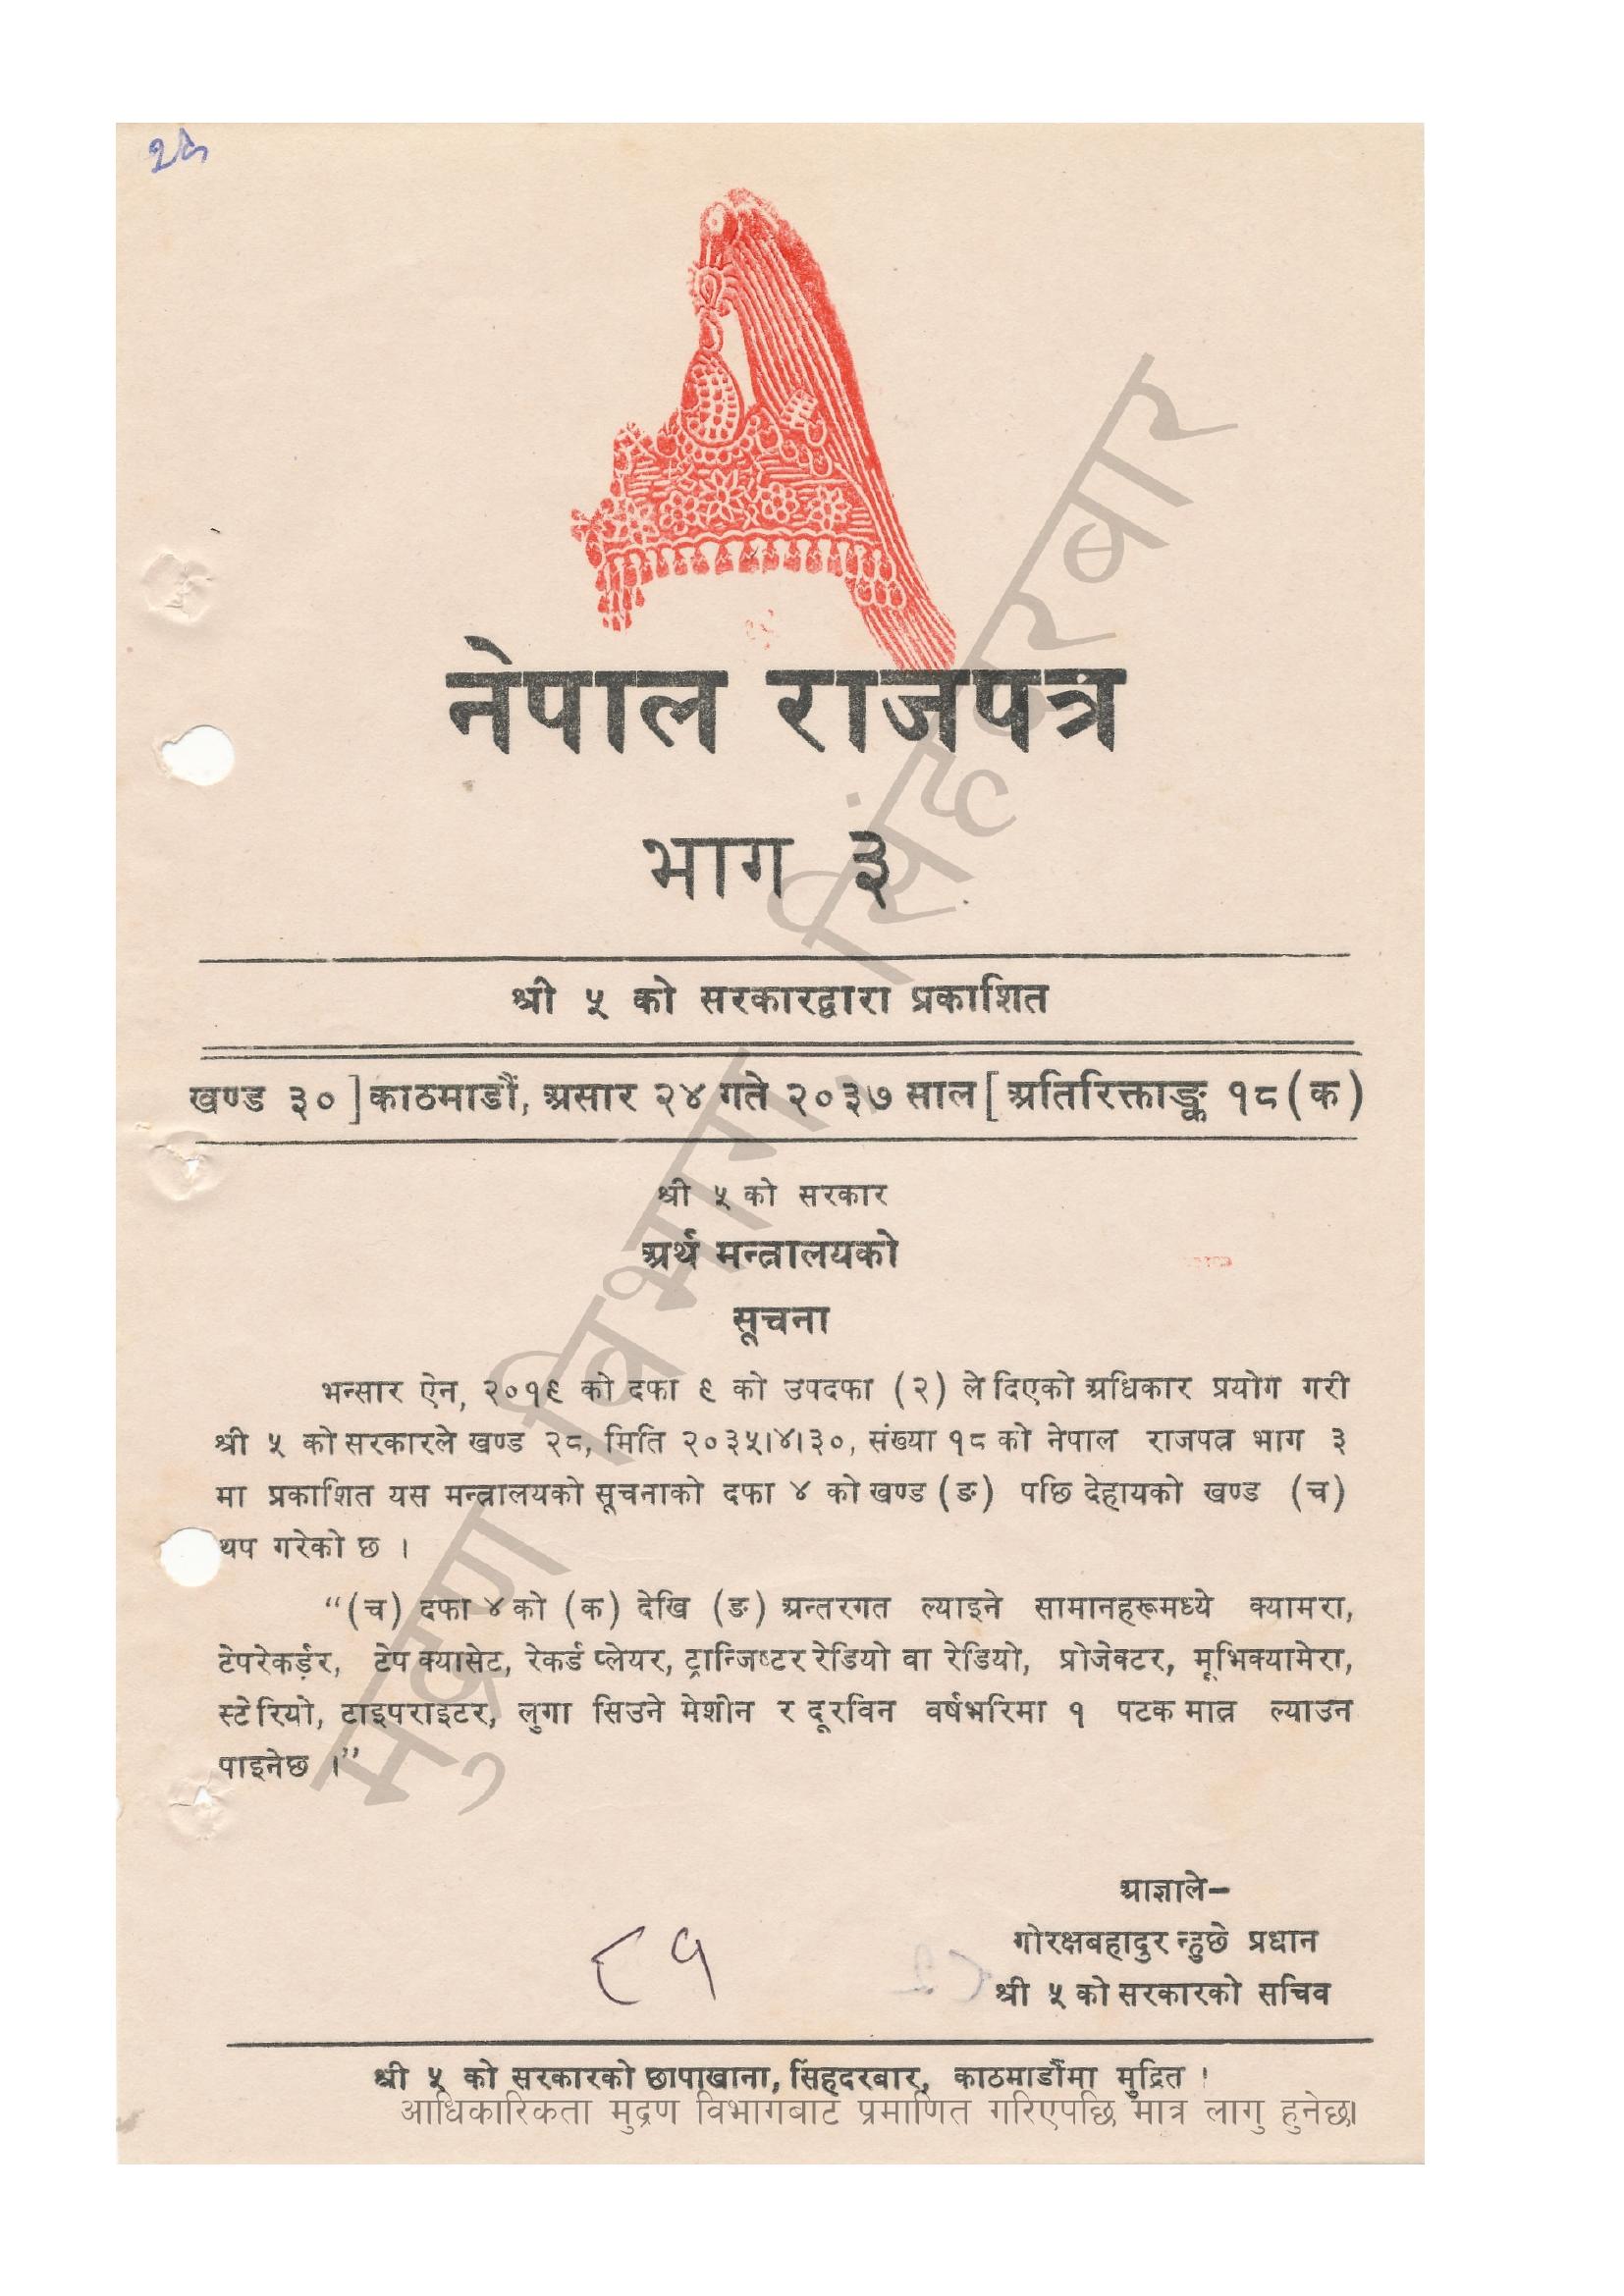 नेपाल राजपत्र
भाग ३
श्री ५ को सरकारद्वारा प्रकाशित
खण्ड ३०] काठमाडौं, असार २४ गते २०३७ साल [ अतिरिक्ताङ्क १८ (क)
श्री ५ को सरकार
अर्थ मन्त्रालयको
सूचना
भन्सार ऐन, २०१९ को दफा ९ को उपदफा (२) ले दिएको अधिकार प्रयोग गरी
श्री ५ को सरकारले खण्ड २८, मिति २०३५।४।३०, संख्या १८ को नेपाल राजपत्र भाग ३
मा प्रकाशित यस मन्त्रालयको सूचनाको दफा ४ को खण्ड (ङ) पछि देहायको खण्ड (च)
थप गरेको छ ।
“(च) दफा ४ को (क) देखि (ङ) अन्तरगत ल्याइने सामानहरूमध्ये क्यामरा,
टेपरेकर्डर, टेप क्यासेट, रेकर्ड प्लेयर, ट्रान्जिष्टर रेडियो वा रेडियो, प्रोजेक्टर, मूभिक्यामेरा,
स्टेरियो, टाइपराइटर, लुगा सिउने मेशीन र दूरविन वर्षभरिमा १ पटक मात्र ल्याउन
पाइनेछ ।”
आज्ञाले–
गोरक्षबहादुर न्हुछे प्रधान
श्री ५ को सरकारको सचिव
८१
श्री ५ को सरकारको छापाखाना, सिंहदरबार, काठमाडौंमा मुद्रित ।
आधिकारिकता मुद्रण विभागबाट प्रमाणित गरिएपछि मात्र लागु हुनेछ।
मुद्रण विभाग, सिंहदरबार